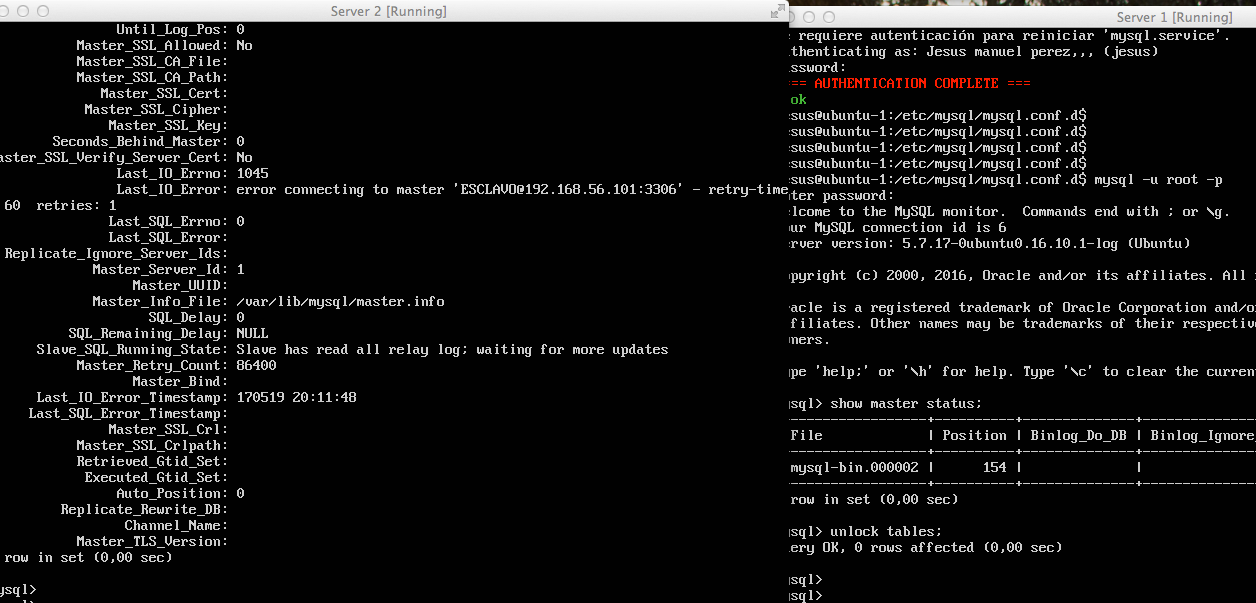 Server 2 [Running]
Until_Log_Pos: 0
Master_SSL_Allowed: No
Master_SSL_CA_File:
Master_SSL_CA_Path:
Master_SSL_Cert:
Master_SSL_Cipher:
Master_SSL_Key:
Seconds_Behind_Master: 0
aster_SSL_Verify_Server_Cert: No
Last_IO_Errno: 1045
Last_IO_Error: error connecting to master 'ESCLAVO@192.168.56.101:3306' - retry-time
60  retries: 1
Last_SQL_Errno: 0
Last_SQL_Error:
Replicate_Ignore_Server_Ids:
Master_Server_Id: 1
Master_UUID:
Master_Info_File: /var/lib/mysql/master.info
SQL_Delay: 0
SQL_Remaining_Delay: NULL
Slave_SQL_Running_State: Slave has read all relay log; waiting for more updates
Master_Retry_Count: 86400
Master_Bind:
Last_IO_Error_Timestamp: 170519 20:11:48
Last_SQL_Error_Timestamp:
Master_SSL_Crl:
Master_SSL_Crlpath:
Retrieved_Gtid_Set:
Executed_Gtid_Set:
Auto_Position: 0
Replicate_Rewrite_DB:
Channel_Name:
Master_TLS_Version:
row in set (0,00 sec)
ysql>
Server 1 [Running]
requiere autenticación para reiniciar 'mysql.service'.
thenticating as: Jesus manuel perez,,, (jesus)
ssword:
== AUTHENTICATION COMPLETE ===
ok
sus@ubuntu-1:/etc/mysql/mysql.conf.d$
sus@ubuntu-1:/etc/mysql/mysql.conf.d$
sus@ubuntu-1:/etc/mysql/mysql.conf.d$
sus@ubuntu-1:/etc/mysql/mysql.conf.d$
sus@ubuntu-1:/etc/mysql/mysql.conf.d$ mysql -u root -p
ter password:
lcome to the MySQL monitor.  Commands end with ; or \g.
ur MySQL connection id is 6
rver version: 5.7.17-0ubuntu0.16.10.1-log (Ubuntu)
pyright (c) 2000, 2016, Oracle and/or its affiliates. All
acle is a registered trademark of Oracle Corporation and/o
filiates. Other names may be trademarks of their respectiv
ners.
pe 'help;' or '\h' for help. Type '\c' to clear the curren
sql> show master status;
File | Position | Binlog_Do_DB | Binlog_Ignore_
mysql-bin.000002 | 154 | |
row in set (0,00 sec)
sql> unlock tables;
ery OK, 0 rows affected (0,00 sec)
sql>
sql>